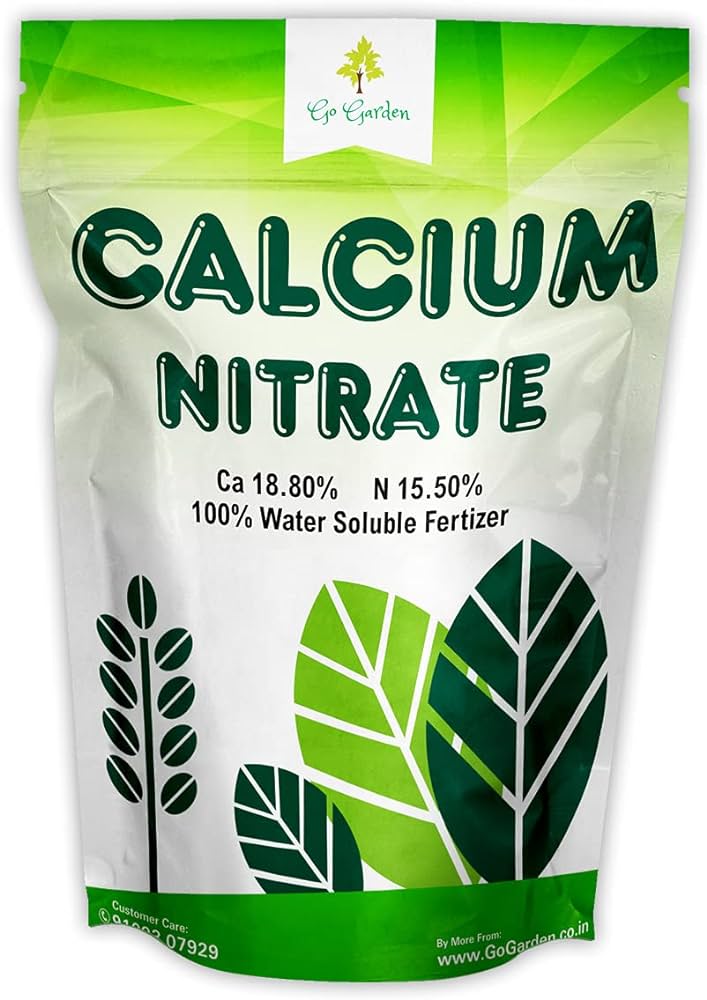 Go Garden
CALCIUM
NITRATE
Ca 18.80% N 15.50%
100% Water Soluble Fertizer
Customer Care:
07929
By More From:
www.GoGarden.co.in